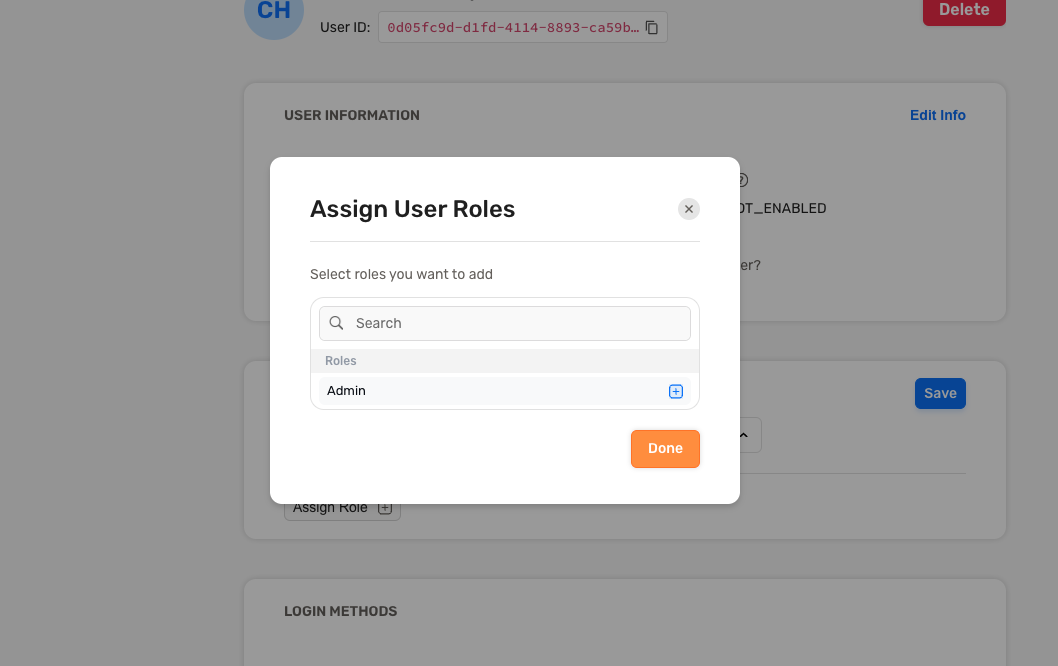 CH
User ID: 0d05fc9d-d1fd-4114-8893-ca59b…
Delete
USER INFORMATION
Edit Info
OT_ENABLED
er?
Assign User Roles
Select roles you want to add
Search
Roles
Admin
Done
Save
Assign Role
LOGIN METHODS